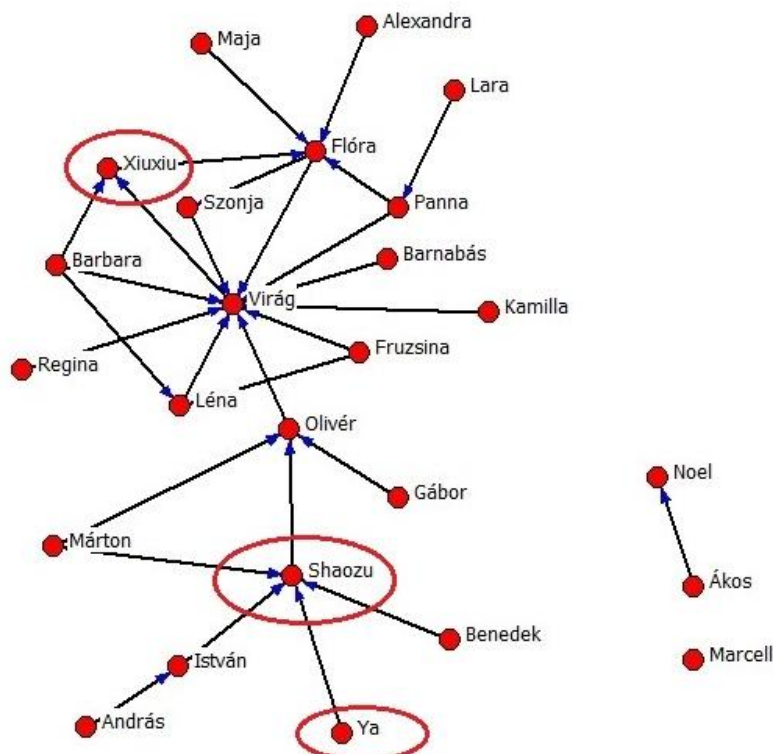 Alexandra
Maja
Lara
Flóra
Xiuxiu
Szonja
Panna
Barbara
Barnabás
Virág
Kamilla
Fruzsina
Regina
Léna
Olivér
Noel
Gábor
Márton
Shaozu
Ákos
Benedek
Marcell
István
András
Ya